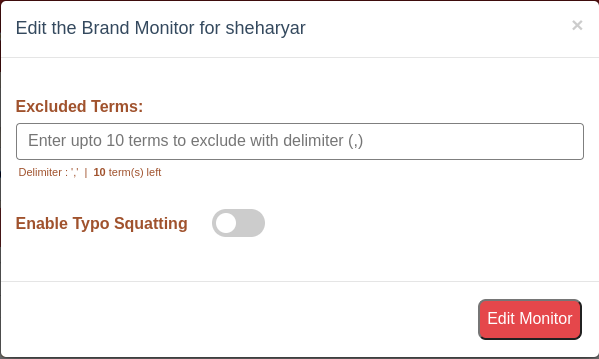 Edit the Brand Monitor for sheharyar
×
Excluded Terms:
Enter upto 10 terms to exclude with delimiter (,)
Delimiter : ',' | 10 term(s) left
Enable Typo Squatting
Edit Monitor